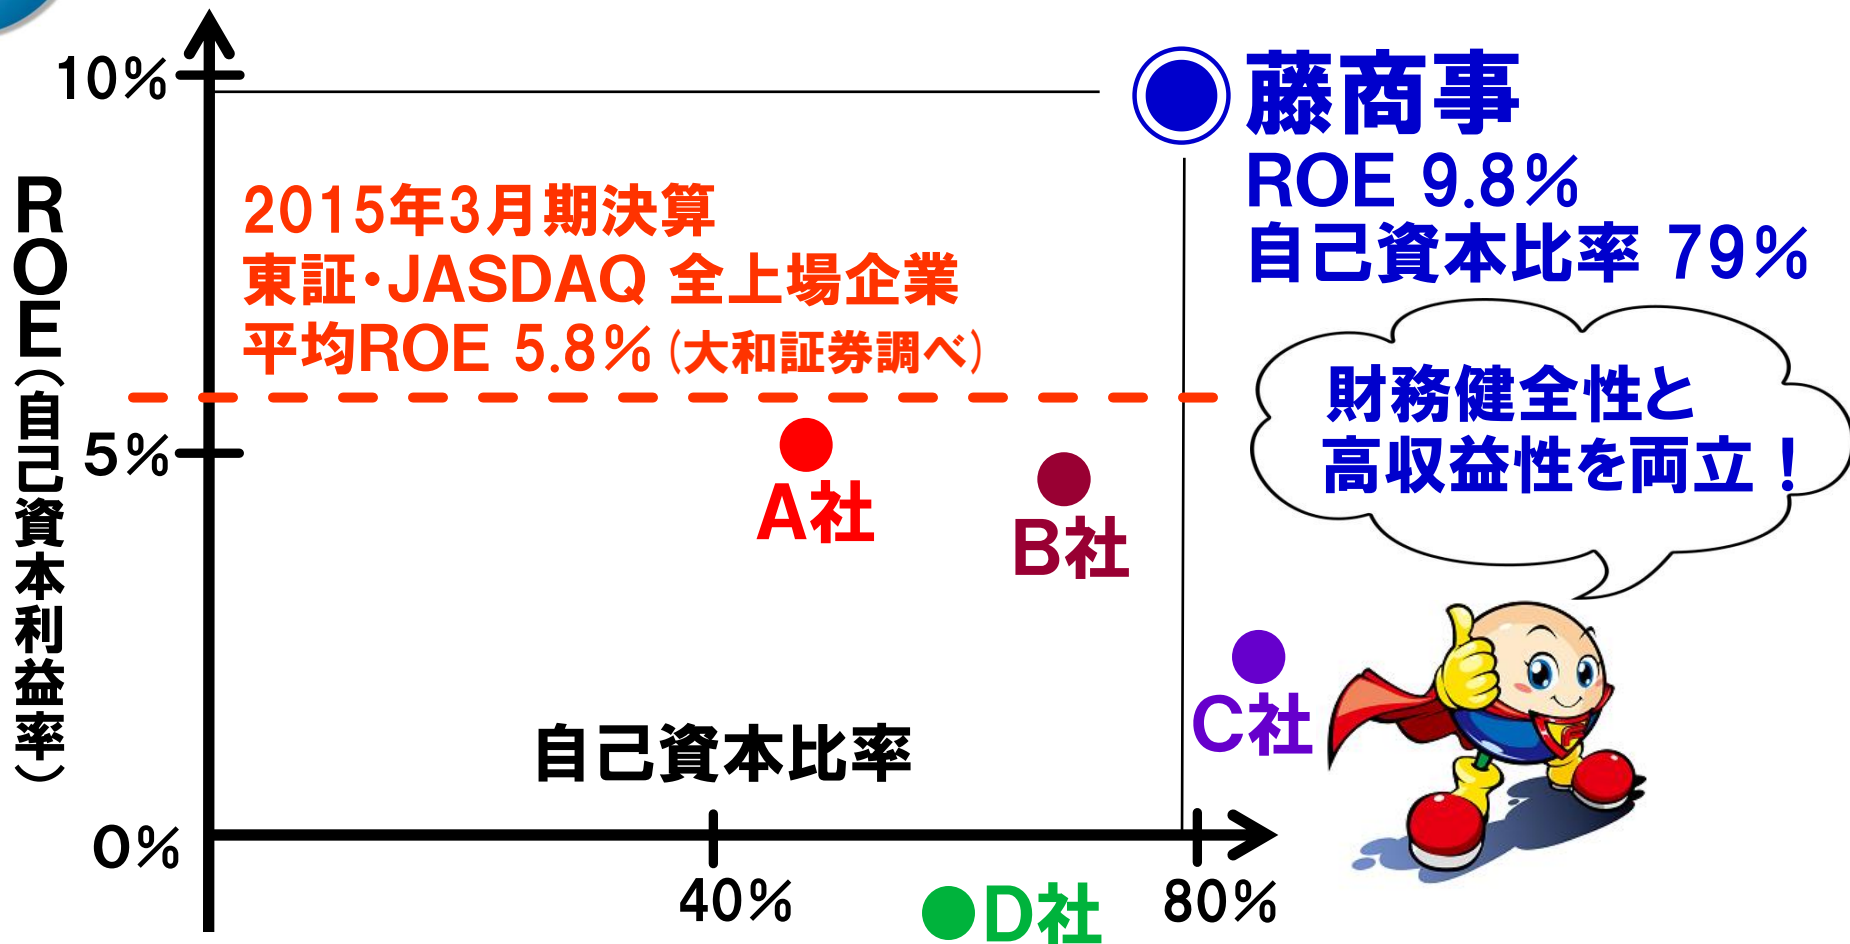 10%
藤商事
ROE 9.8%
自己資本比率 79%
2015年3月期決算
東証・JASDAQ 全上場企業
平均ROE 5.8%(大和証券調べ)
ROE(自己資本利益率)
財務健全性と
高収益性を両立!
5%
A社
B社
C社
自己資本比率
0%
40%
80%
D社